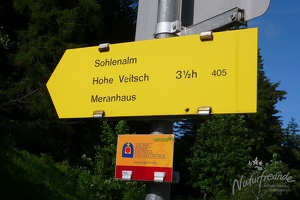 Sohlenalm
Hohe Veitsch 3½h 405
Meranhaus
Naturfreunde